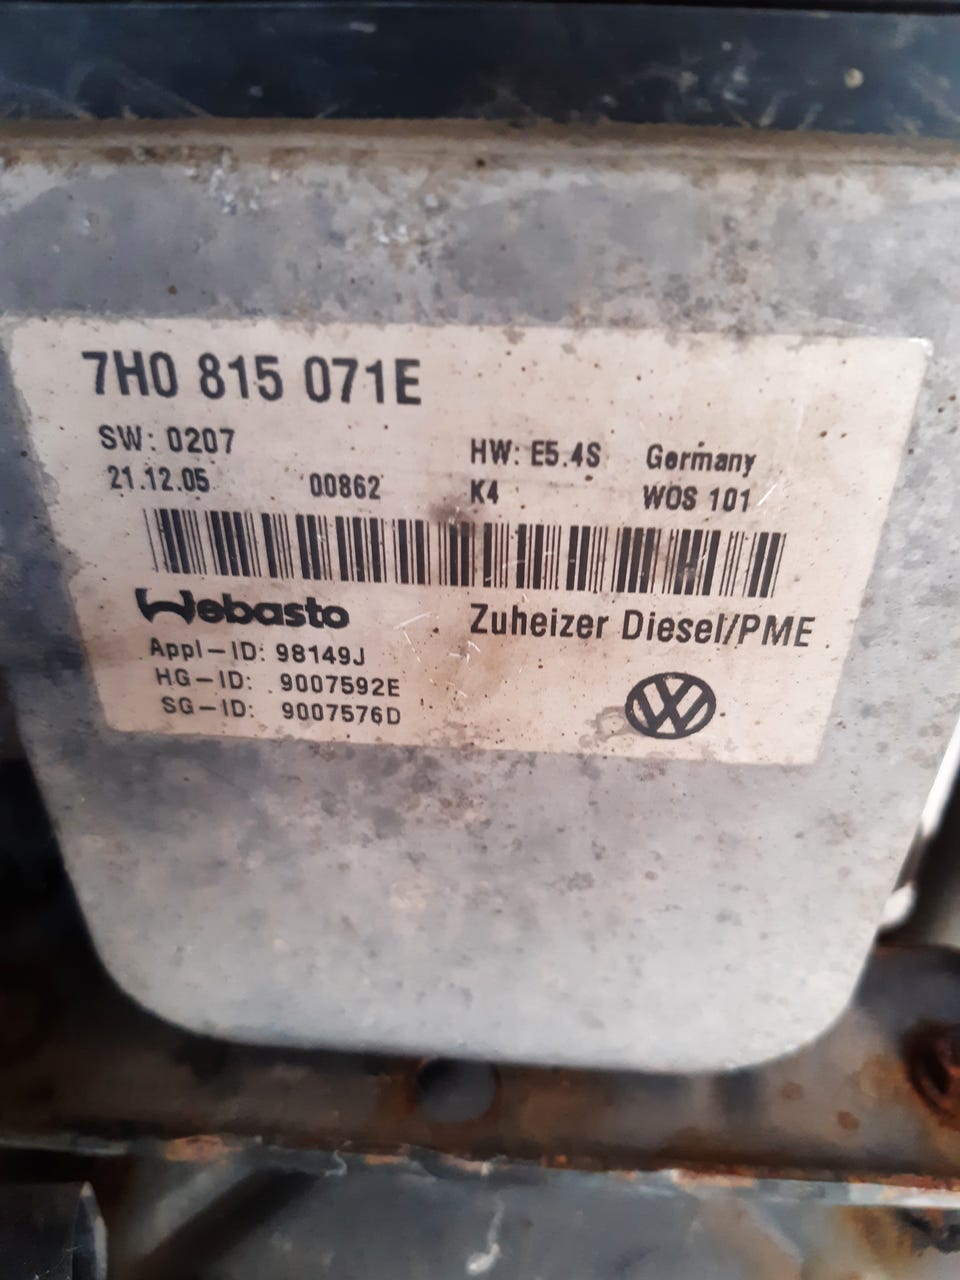 7H0 815 071E
SW: 0207
HW: E5.4S Germany
21.12.05 00862 K4 WOS 101
Webasto Zuheizer Diesel/PME
Appl-ID: 98149J
HG-ID: 9007592E
SG-ID: 9007576D
VW